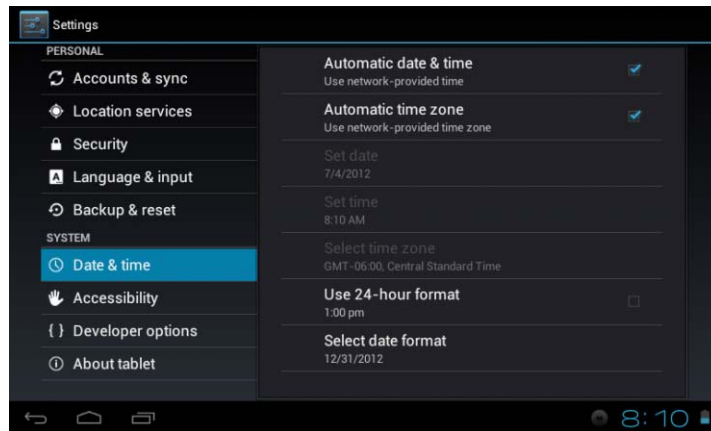 Settings
PERSONAL
Accounts & sync
Location services
Security
A Language & input
Backup & reset
SYSTEM
Date & time
Accessibility
{ } Developer options
About tablet
Automatic date & time
Use network-provided time
Automatic time zone
Use network-provided time zone
Set date
7/4/2012
Set time
8:10 AM
Select time zone
GMT-06:00, Central Standard Time
Use 24-hour format
1:00 pm
Select date format
12/31/2012
8:10